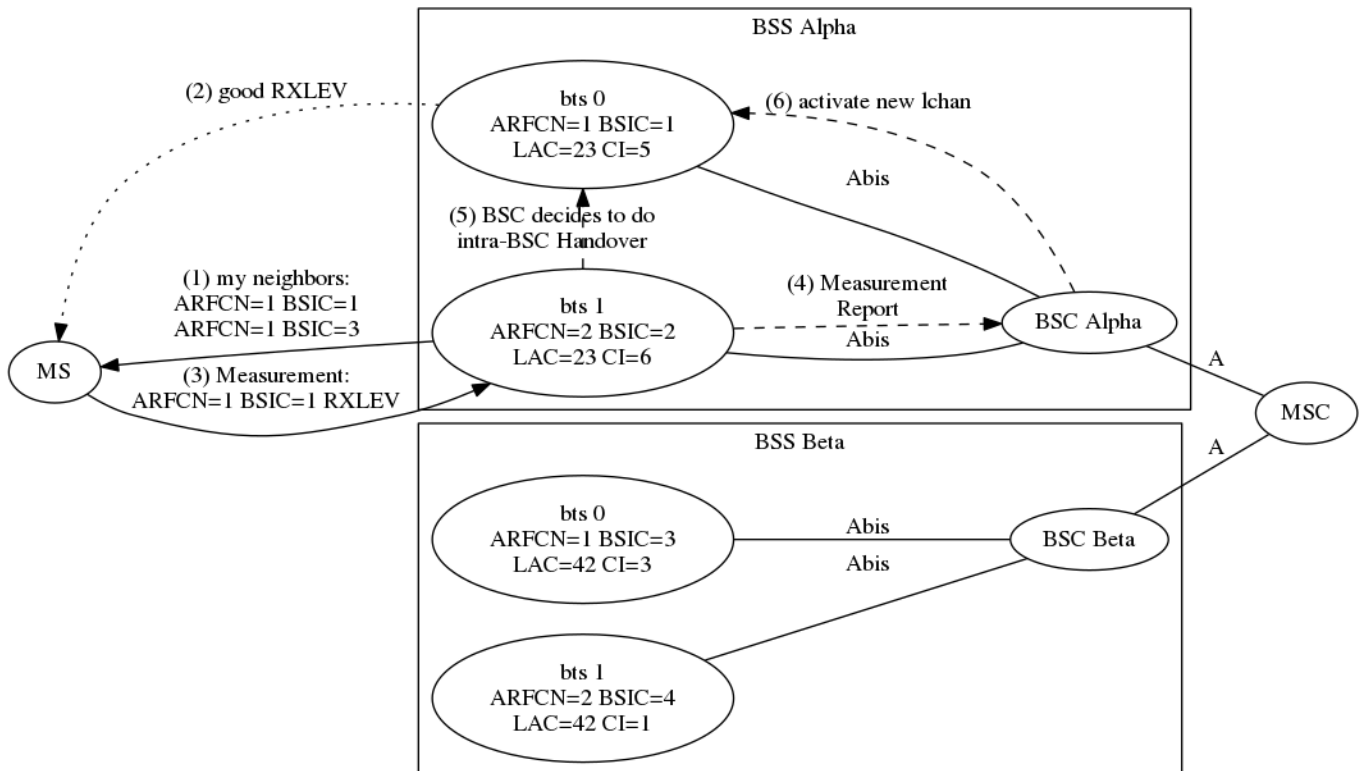 BSS Alpha
(2) good RXLEV
bts 0
ARFCN=1 BSIC=1
LAC=23 CI=5
(6) activate new lchan
Abis
(5) BSC decides to do
intra-BSC Handover
(1) my neighbors:
ARFCN=1 BSIC=1
ARFCN=1 BSIC=3
bts 1
ARFCN=2 BSIC=2
LAC=23 CI=6
(4) Measurement
Report
Abis
BSC Alpha
MS
(3) Measurement:
ARFCN=1 BSIC=1 RXLEV
A
MSC
A
BSS Beta
bts 0
ARFCN=1 BSIC=3
LAC=42 CI=3
Abis
BSC Beta
Abis
bts 1
ARFCN=2 BSIC=4
LAC=42 CI=1